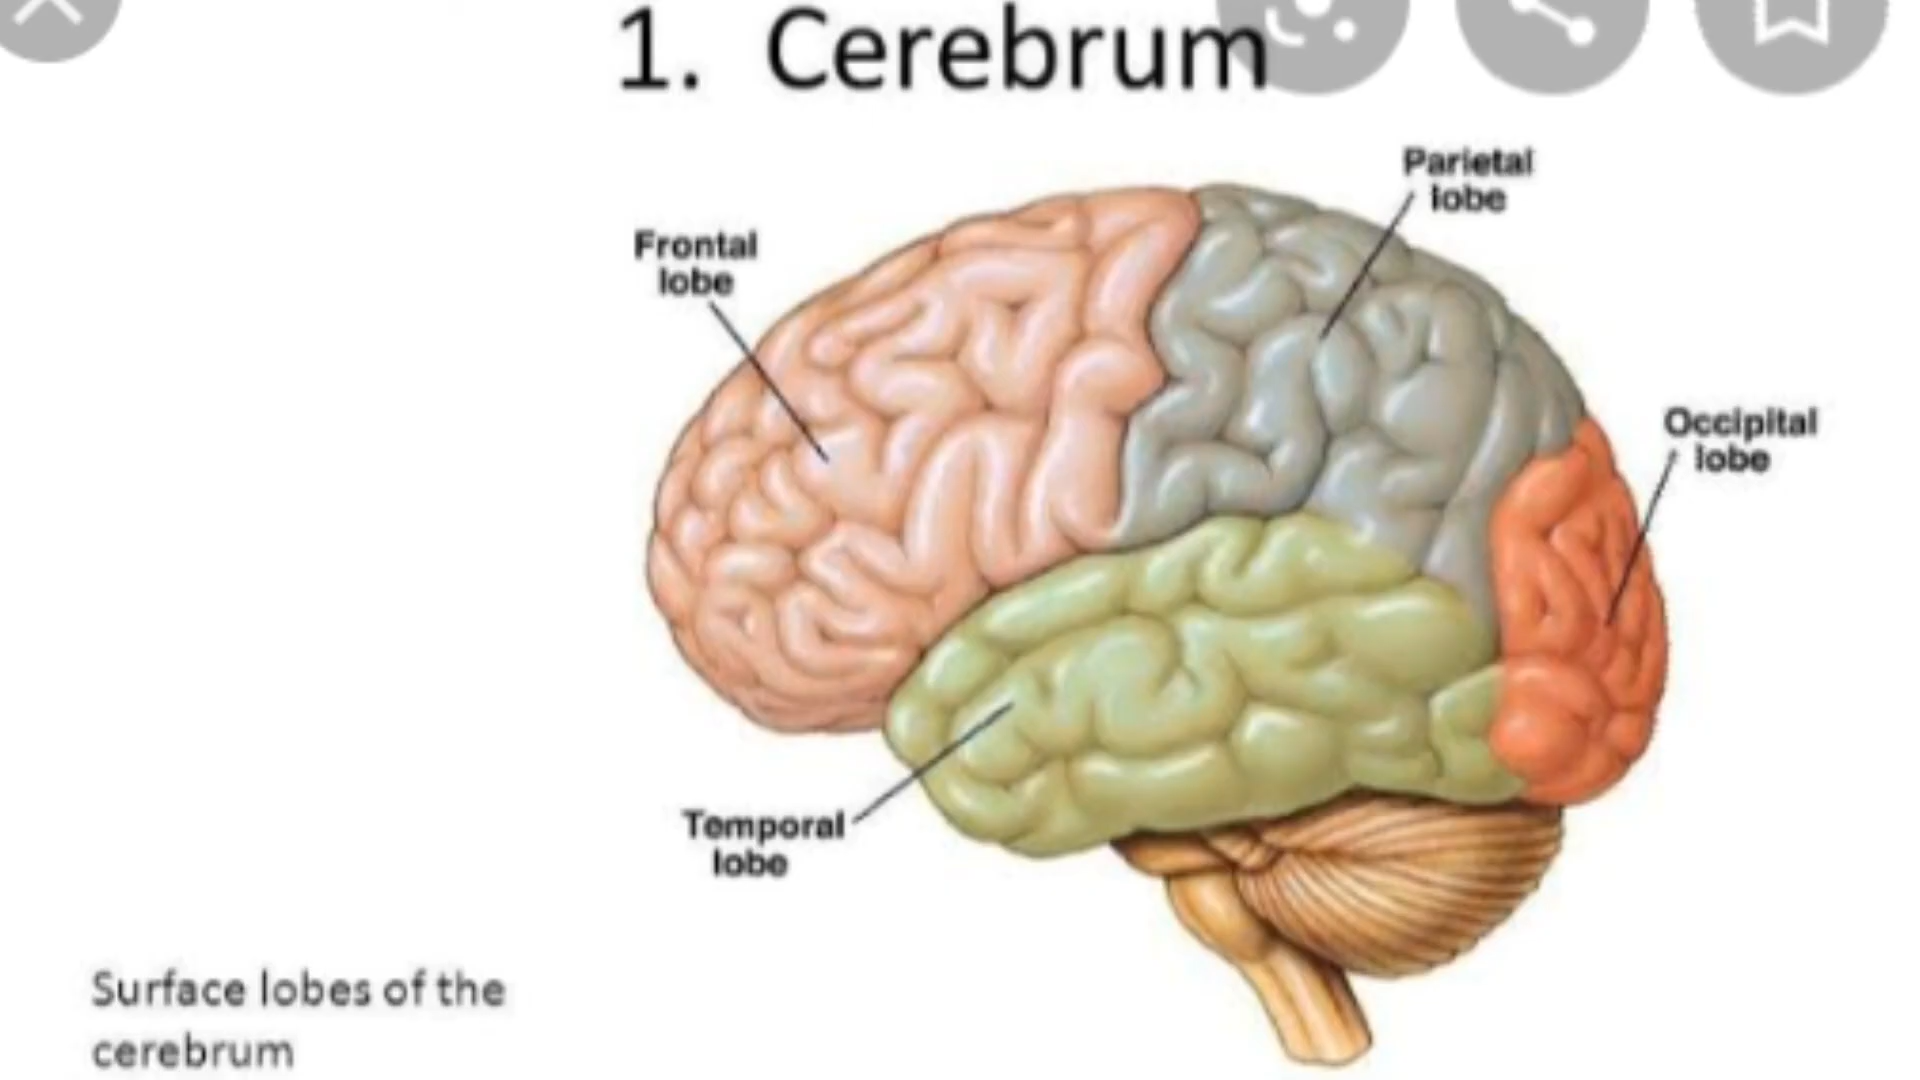 1. Cerebrum
Parietal
lobe
Frontal
lobe
Occipital
lobe
Temporal
lobe
Surface lobes of the
cerebrum